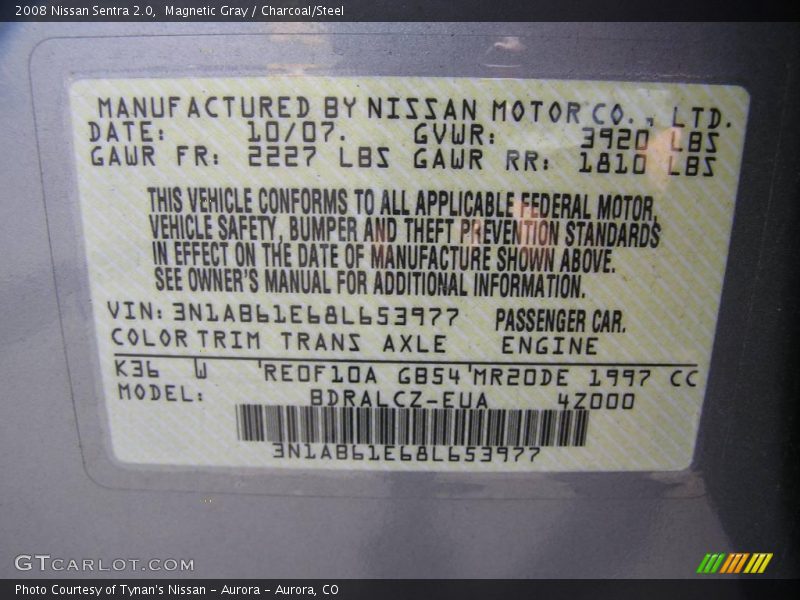 2008 Nissan Sentra 2.0, Magnetic Gray / Charcoal/Steel
MANUFACTURED BY NISSAN MOTOR CO., LTD.
DATE: 10/07. GVWR: 3920 LBS
GAWR FR: 2227 LBS GAWR RR: 1810 LBS
THIS VEHICLE CONFORMS TO ALL APPLICABLE FEDERAL MOTOR,
VEHICLE SAFETY, BUMPER AND THEFT PREVENTION STANDARDS
IN EFFECT ON THE DATE OF MANUFACTURE SHOWN ABOVE.
SEE OWNER'S MANUAL FOR ADDITIONAL INFORMATION.
VIN: 3N1AB61E68L653977 PASSENGER CAR.
COLOR TRIM TRANS AXLE ENGINE
K36 W 'RE0F10A GB54'MR20DE 1997 CC
MODEL: BDRALCZ-EUA 4Z000
3N1AB61E68L653977
GTCARLOT.COM
Photo Courtesy of Tynan's Nissan – Aurora – Aurora, CO